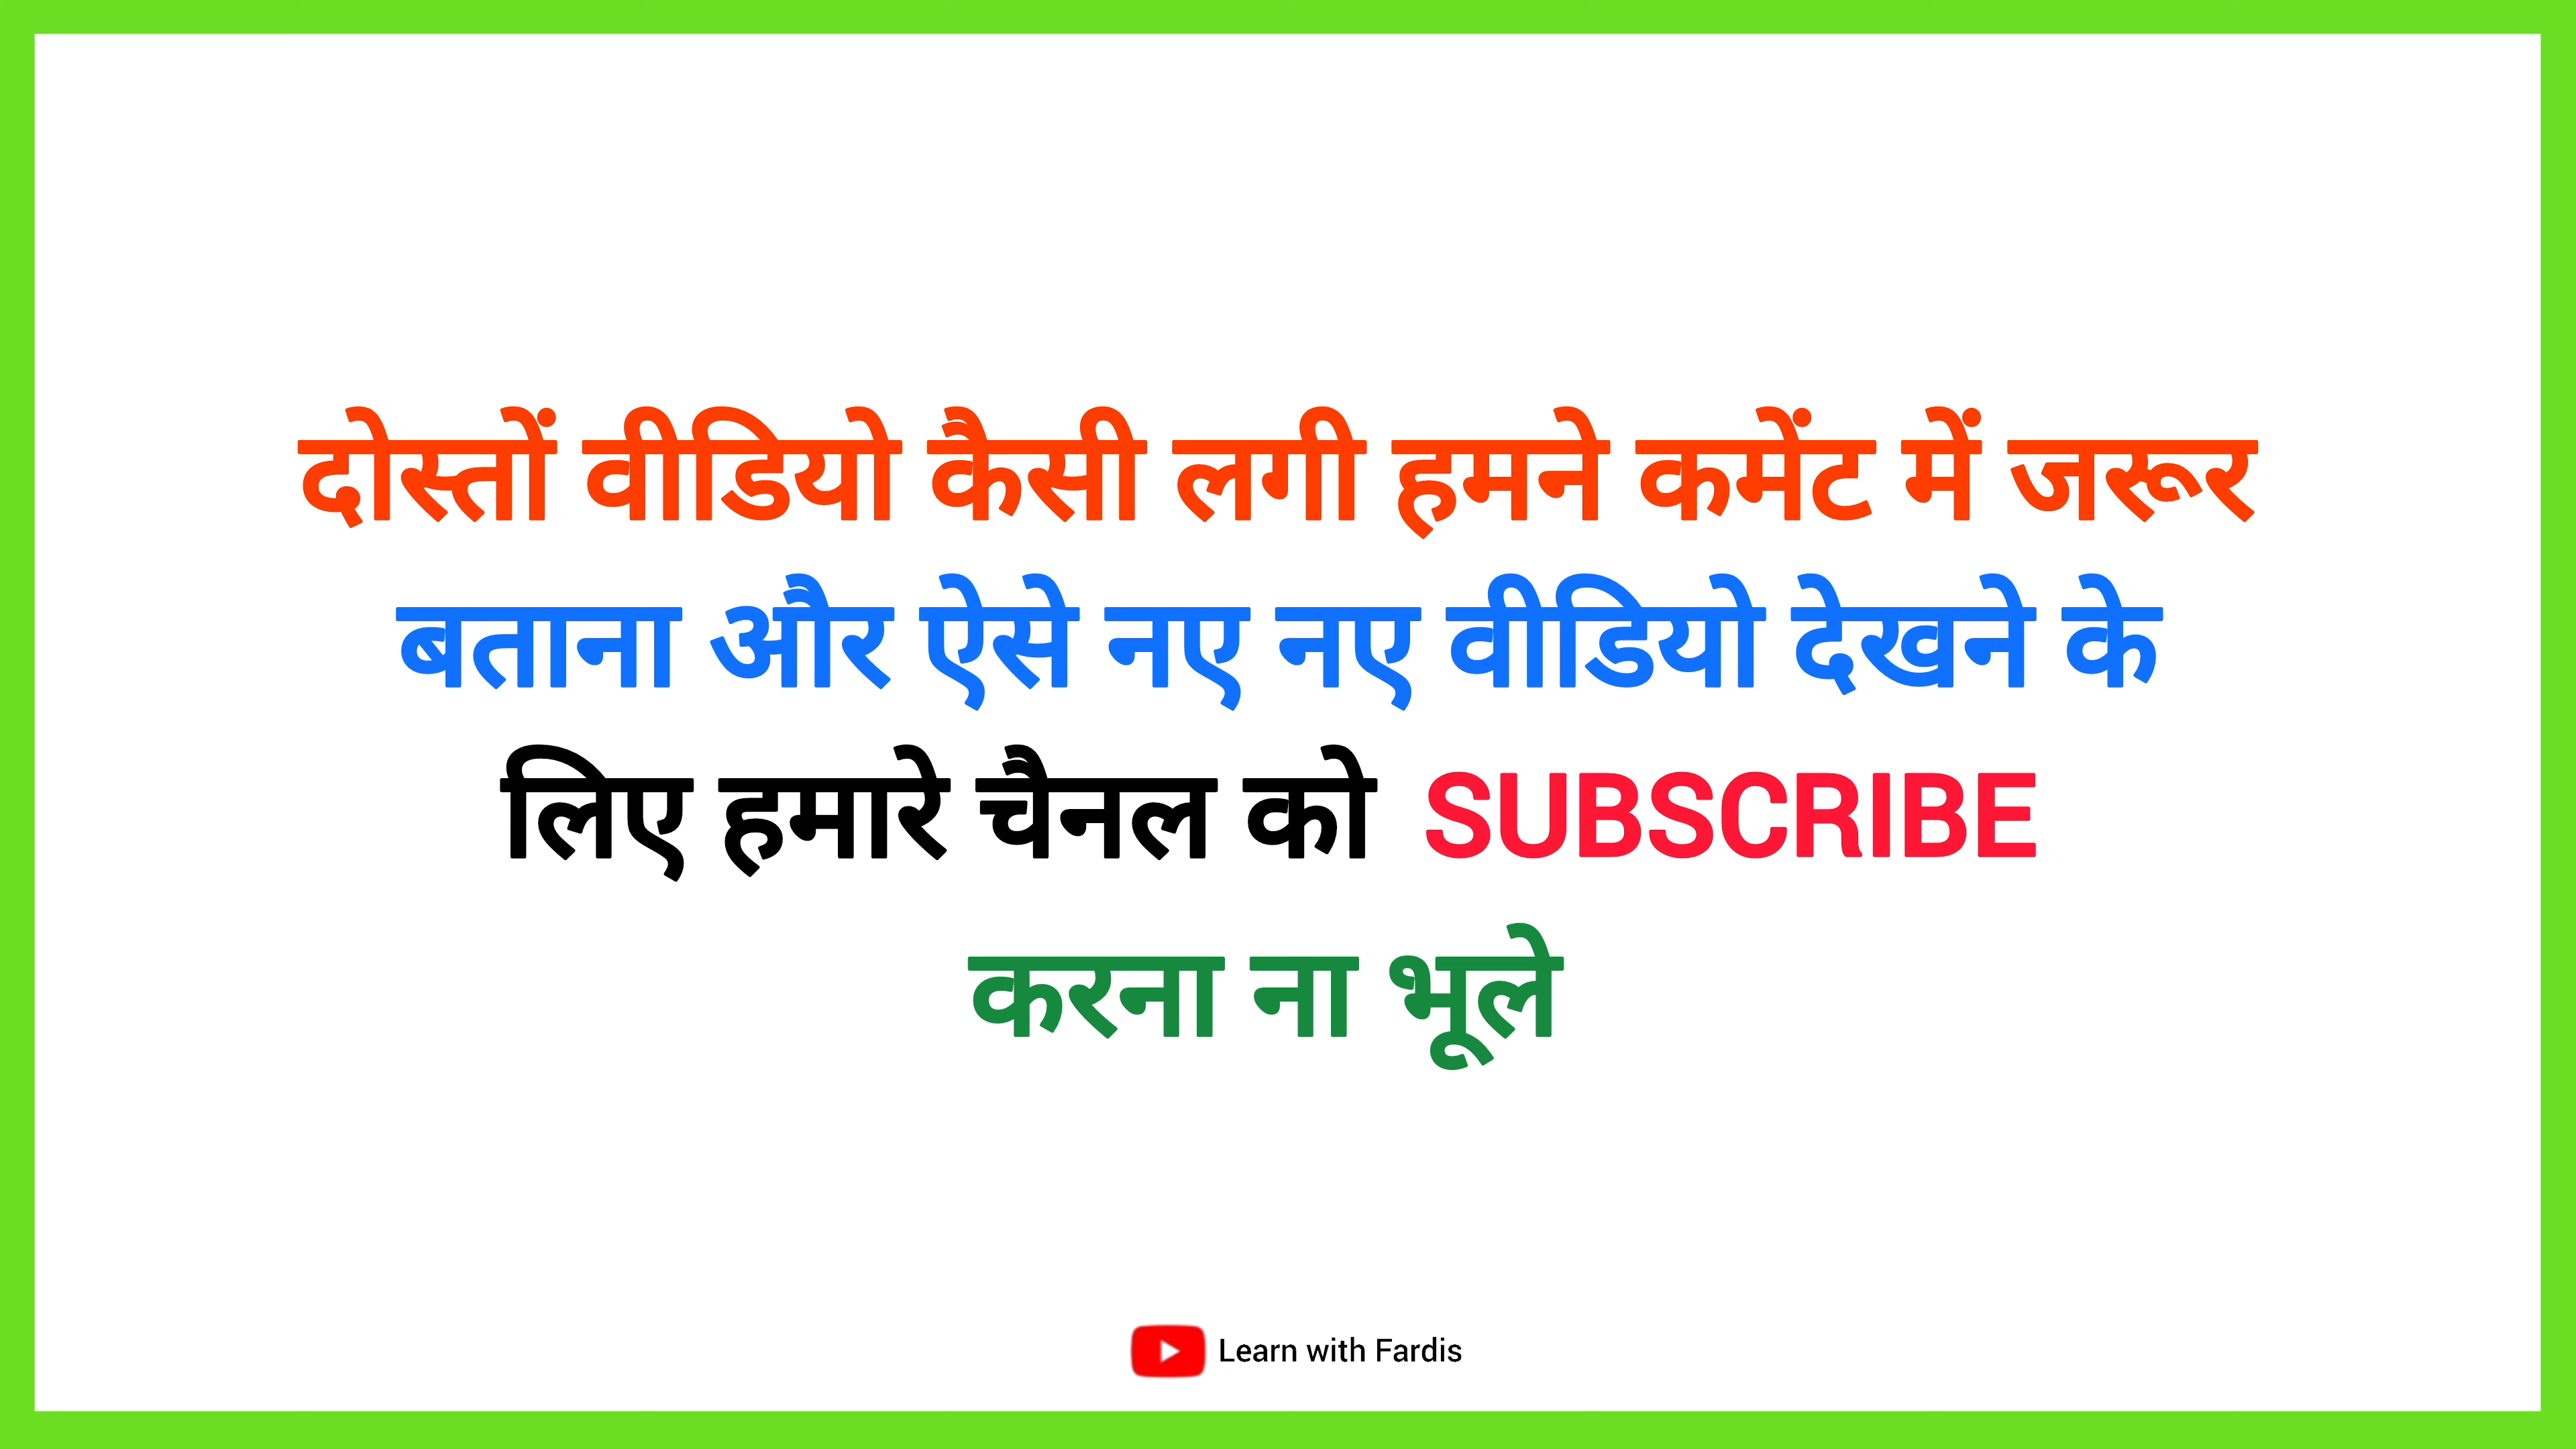 दोस्तों वीडियो कैसी लगी हमने कमेंट में जरूर
बताना और ऐसे नए नए वीडियो देखने के
लिए हमारे चैनल को SUBSCRIBE
करना ना भूले
Learn with Fardis